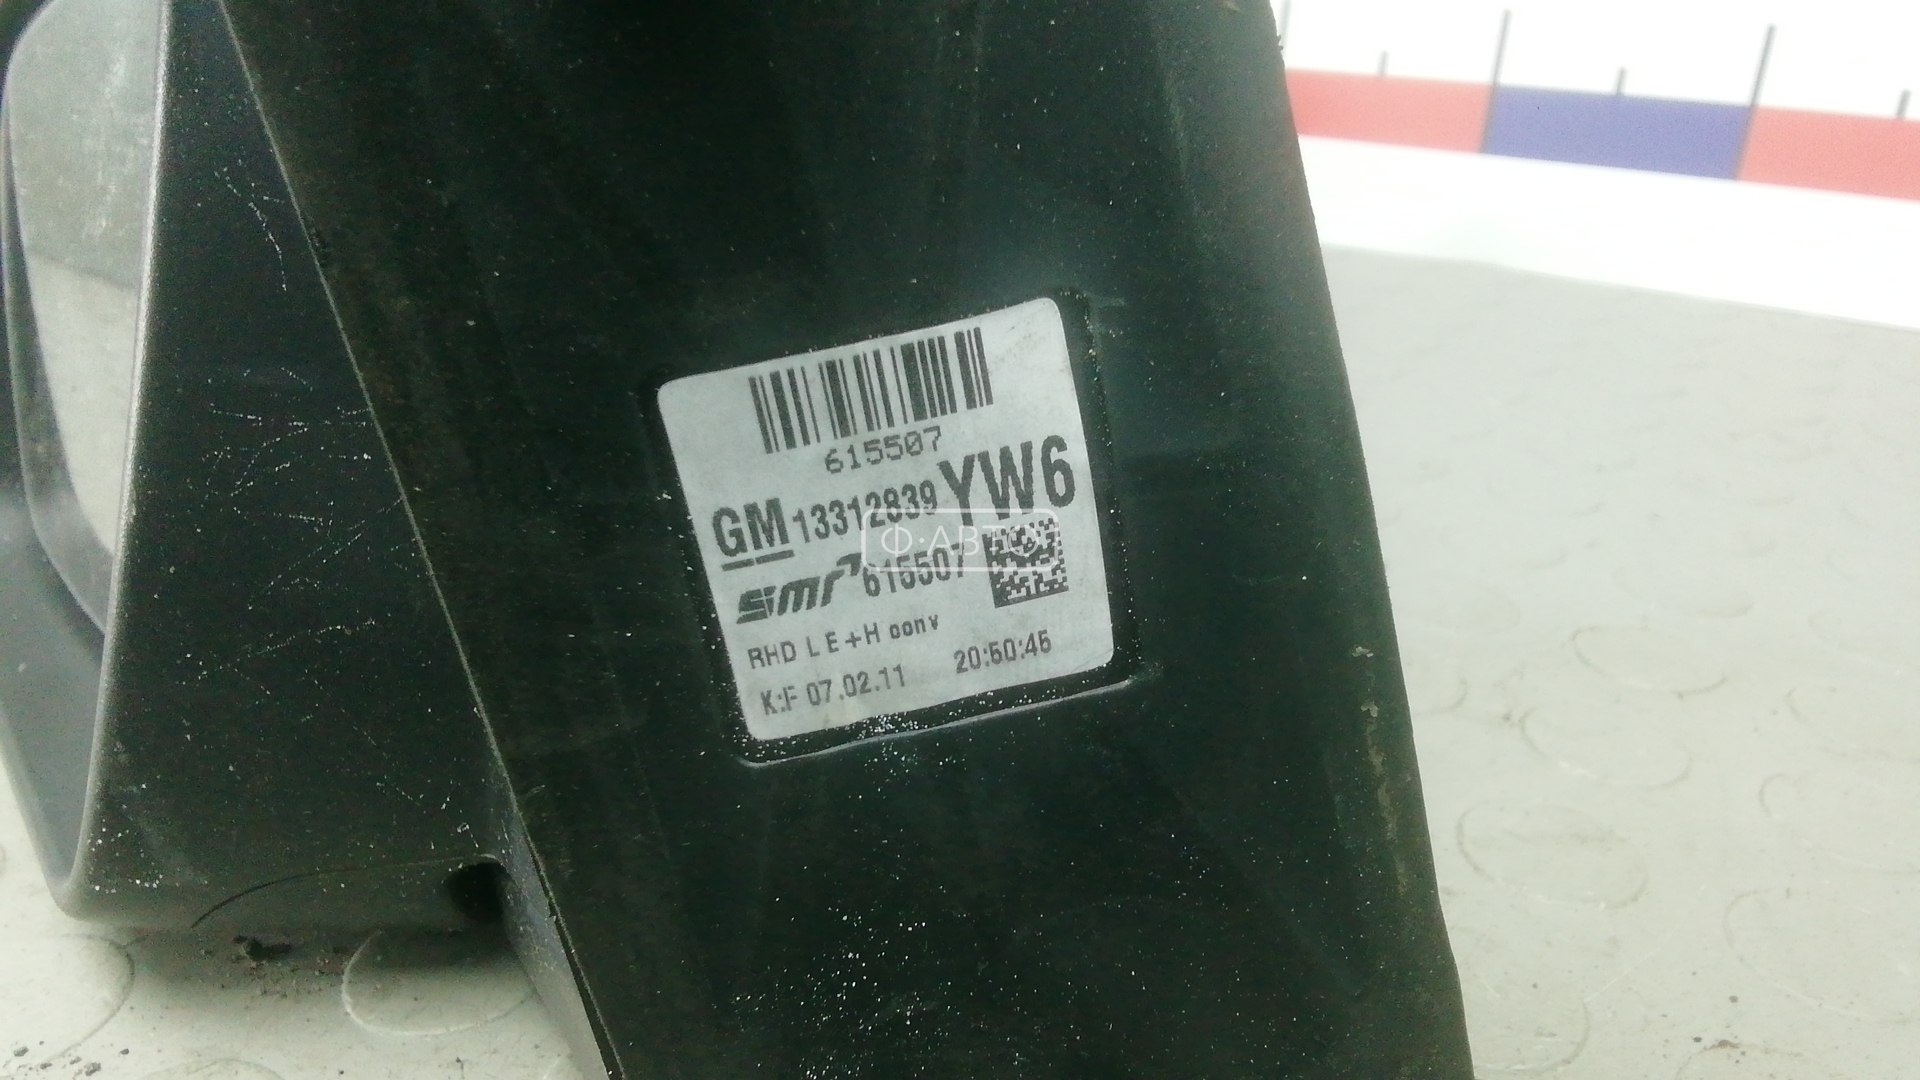 615507
GM 13312839 YW6
Ф:АВТО
smr 615507
RHD L E+H conv
K:F 07.02.11 20:50:45